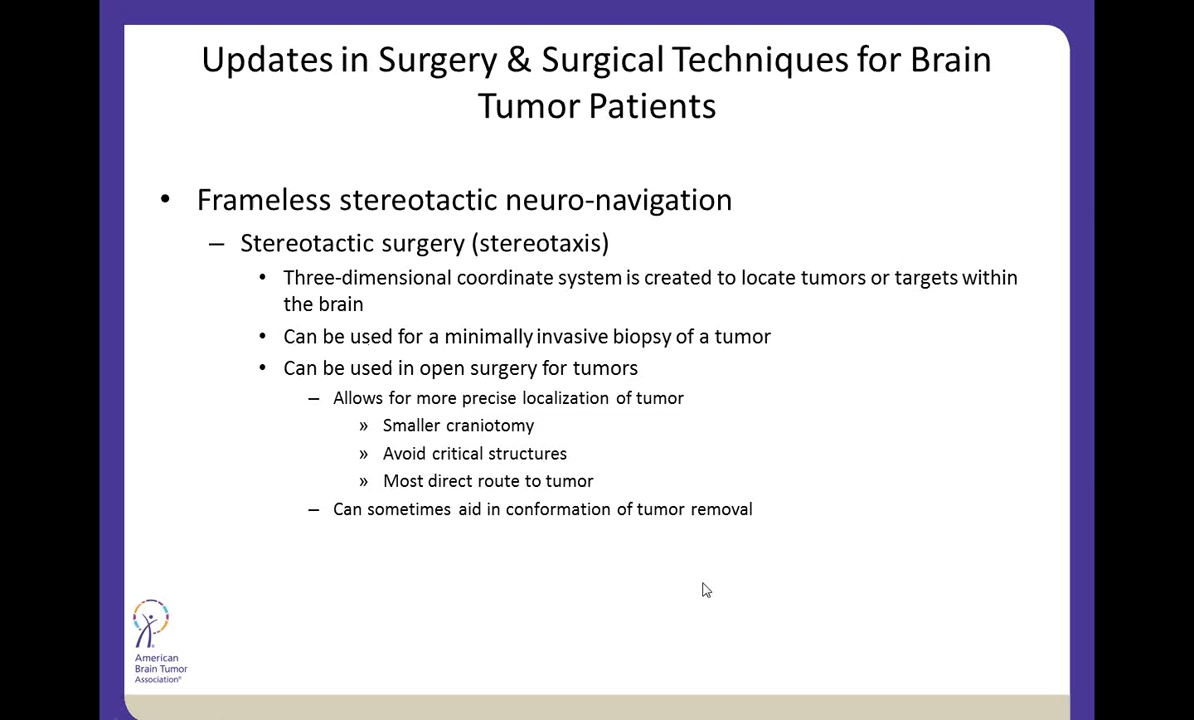 Updates in Surgery & Surgical Techniques for Brain
Tumor Patients
• Frameless stereotactic neuro-navigation
– Stereotactic surgery (stereotaxis)
• Three-dimensional coordinate system is created to locate tumors or targets within
the brain
• Can be used for a minimally invasive biopsy of a tumor
• Can be used in open surgery for tumors
– Allows for more precise localization of tumor
» Smaller craniotomy
» Avoid critical structures
» Most direct route to tumor
– Can sometimes aid in conformation of tumor removal
American
Brain Tumor
Association®